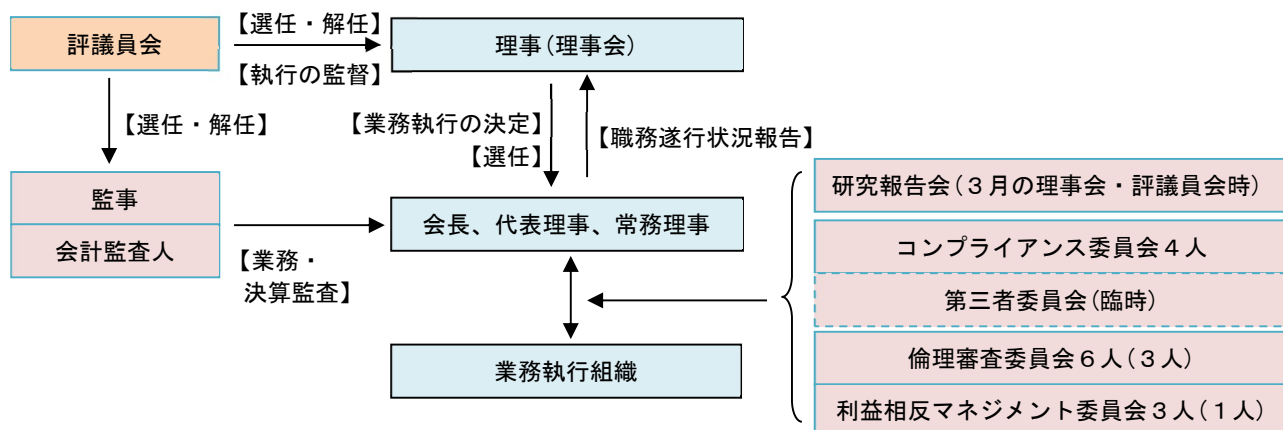 評議員会
【選任・解任】
【執行の監督】
理事(理事会)
【選任・解任】
【業務執行の決定】
【選任】
【職務遂行状況報告】
監事
会計監査人
【業務・
決算監査】
会長、代表理事、常務理事
業務執行組織
研究報告会(3月の理事会・評議員会時)
コンプライアンス委員会4人
第三者委員会(臨時)
倫理審査委員会6人(3人)
利益相反マネジメント委員会3人(1人)